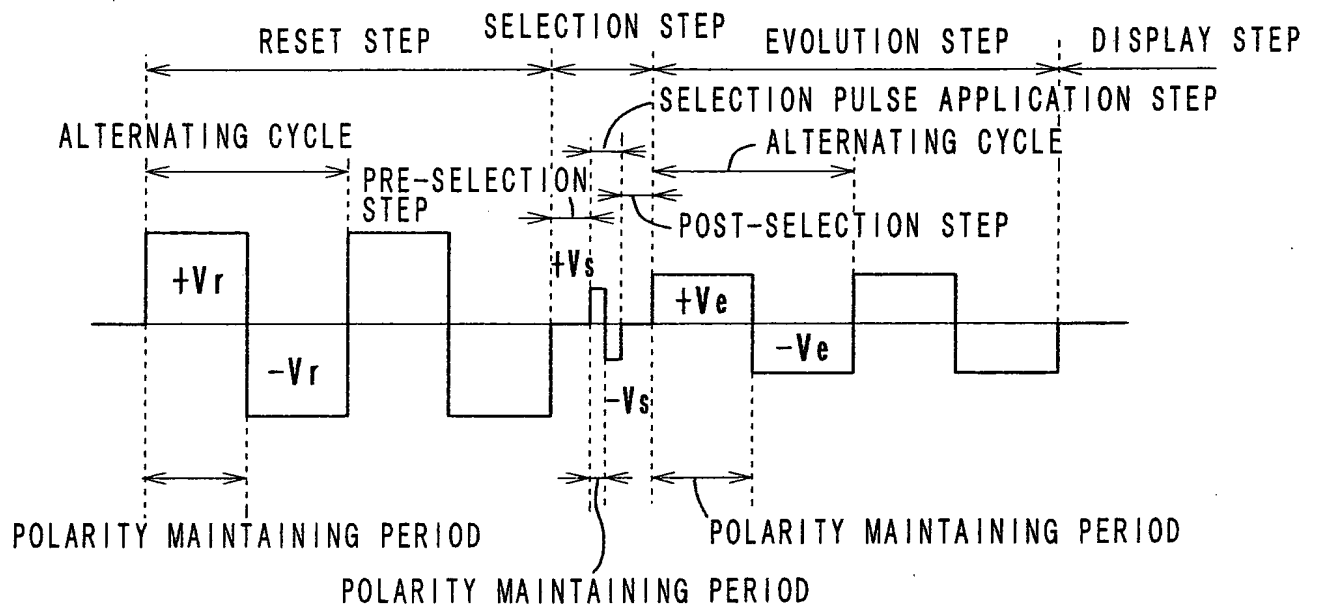 RESET STEP
SELECTION STEP
EVOLUTION STEP
DISPLAY STEP
SELECTION PULSE APPLICATION STEP
ALTERNATING CYCLE
ALTERNATING CYCLE
PRE-SELECTION
STEP
POST-SELECTION STEP
+Vs
+Vr
+Ve
-Vr
-Ve
-Vs
POLARITY MAINTAINING PERIOD
POLARITY MAINTAINING PERIOD
POLARITY MAINTAINING PERIOD